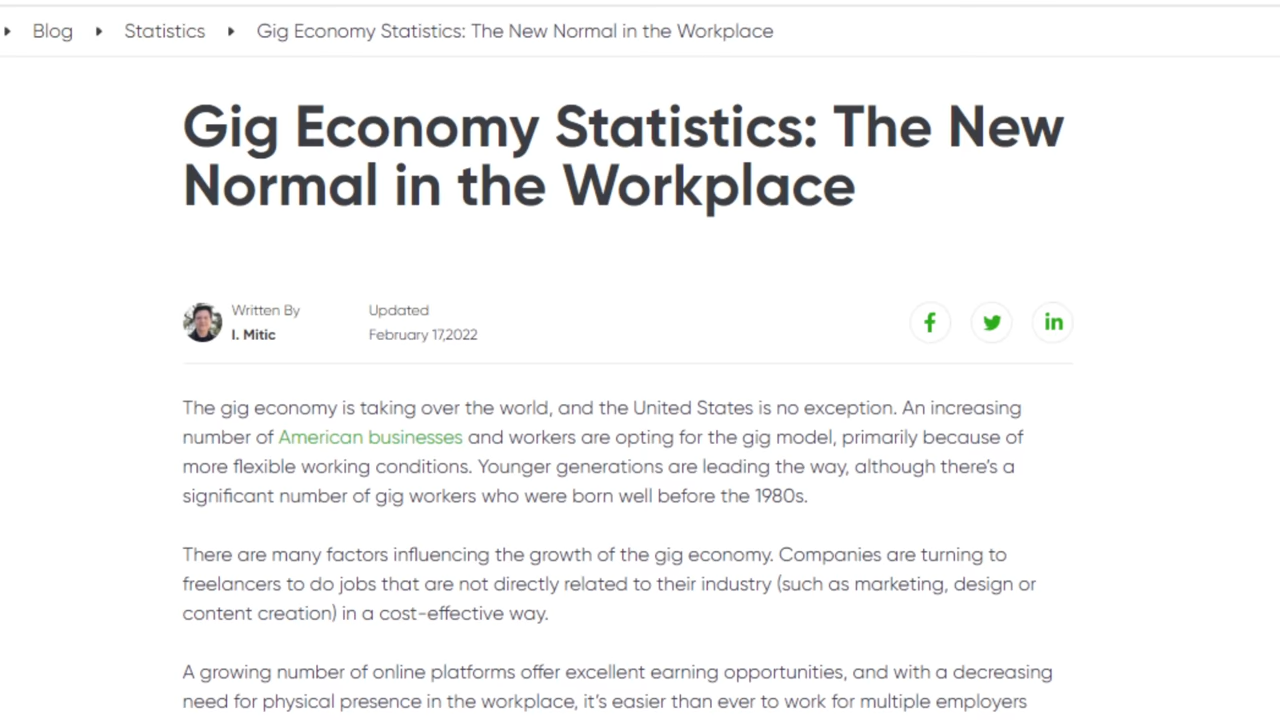 Blog Statistics Gig Economy Statistics: The New Normal in the Workplace
Gig Economy Statistics: The New
Normal in the Workplace
Written By
I. Mitic
Updated
February 17,2022
The gig economy is taking over the world, and the United States is no exception. An increasing
number of American businesses and workers are opting for the gig model, primarily because of
more flexible working conditions. Younger generations are leading the way, although there's a
significant number of gig workers who were born well before the 1980s.
There are many factors influencing the growth of the gig economy. Companies are turning to
freelancers to do jobs that are not directly related to their industry (such as marketing, design or
content creation) in a cost-effective way.
A growing number of online platforms offer excellent earning opportunities, and with a decreasing
need for physical presence in the workplace, it's easier than ever to work for multiple employers